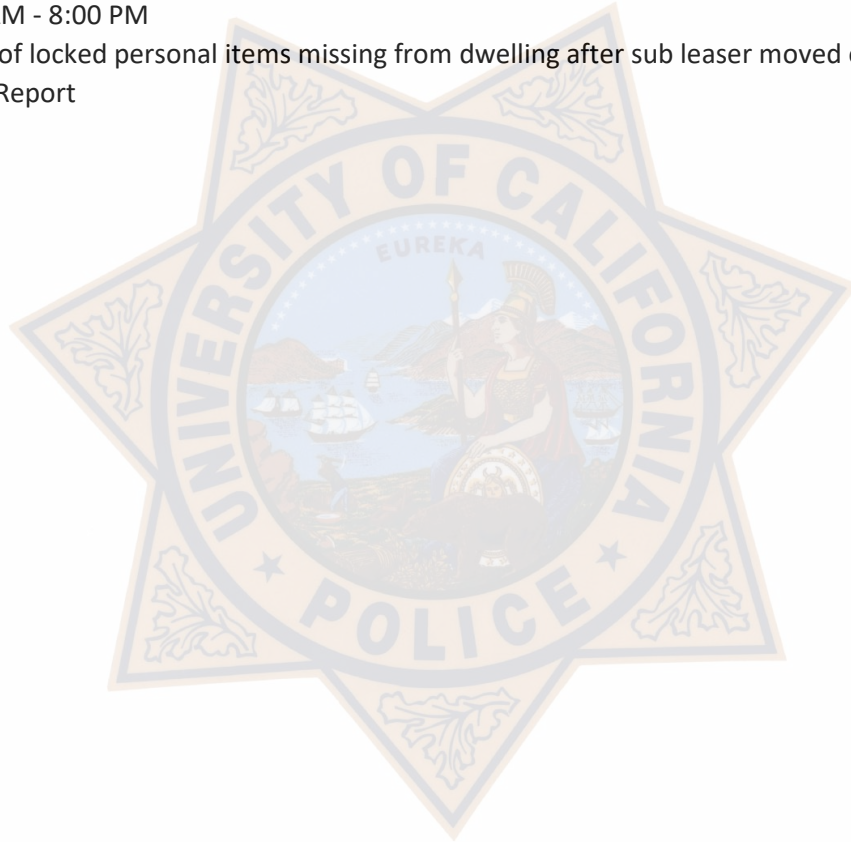 M - 8:00 PM
of locked personal items missing from dwelling after sub leaser moved
Report
UNIVERSITY OF CALIFORNIA
EUREKA
POLICE